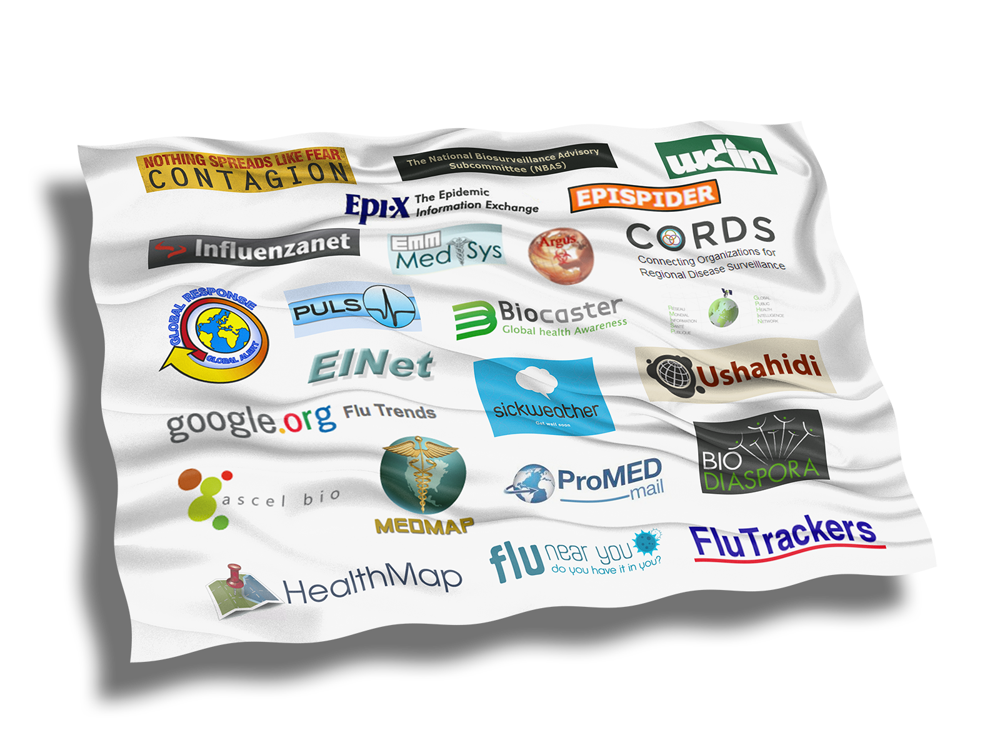 NOTHING SPREADS LIKE FEAR
CONTAGION
The National Biosurveillance Advisory
Subcommittee (NBAS)
wdin
Epi-X The Epidemic
Information Exchange
EPISPIDER
Influenzanet
EMM
MedSys
Argus
CORDS
Connecting Organizations for
Regional Disease Surveillance
GLOBAL RESPONSE
GLOBAL ALERT
PULS
Biocaster
Global health Awareness
RÉSEAU
MONDIAL
INFORMATION
SANTÉ
PUBLIQUE
GLOBAL
PUBLIC
HEALTH
INTELLIGENCE
NETWORK
EINet
sickweather
Get well soon
Ushahidi
google.org Flu Trends
BIO
DIASPORA
ascel bio
MEDMAP
ProMED
mail
HealthMap
flu near you
do you have it in you?
FluTrackers